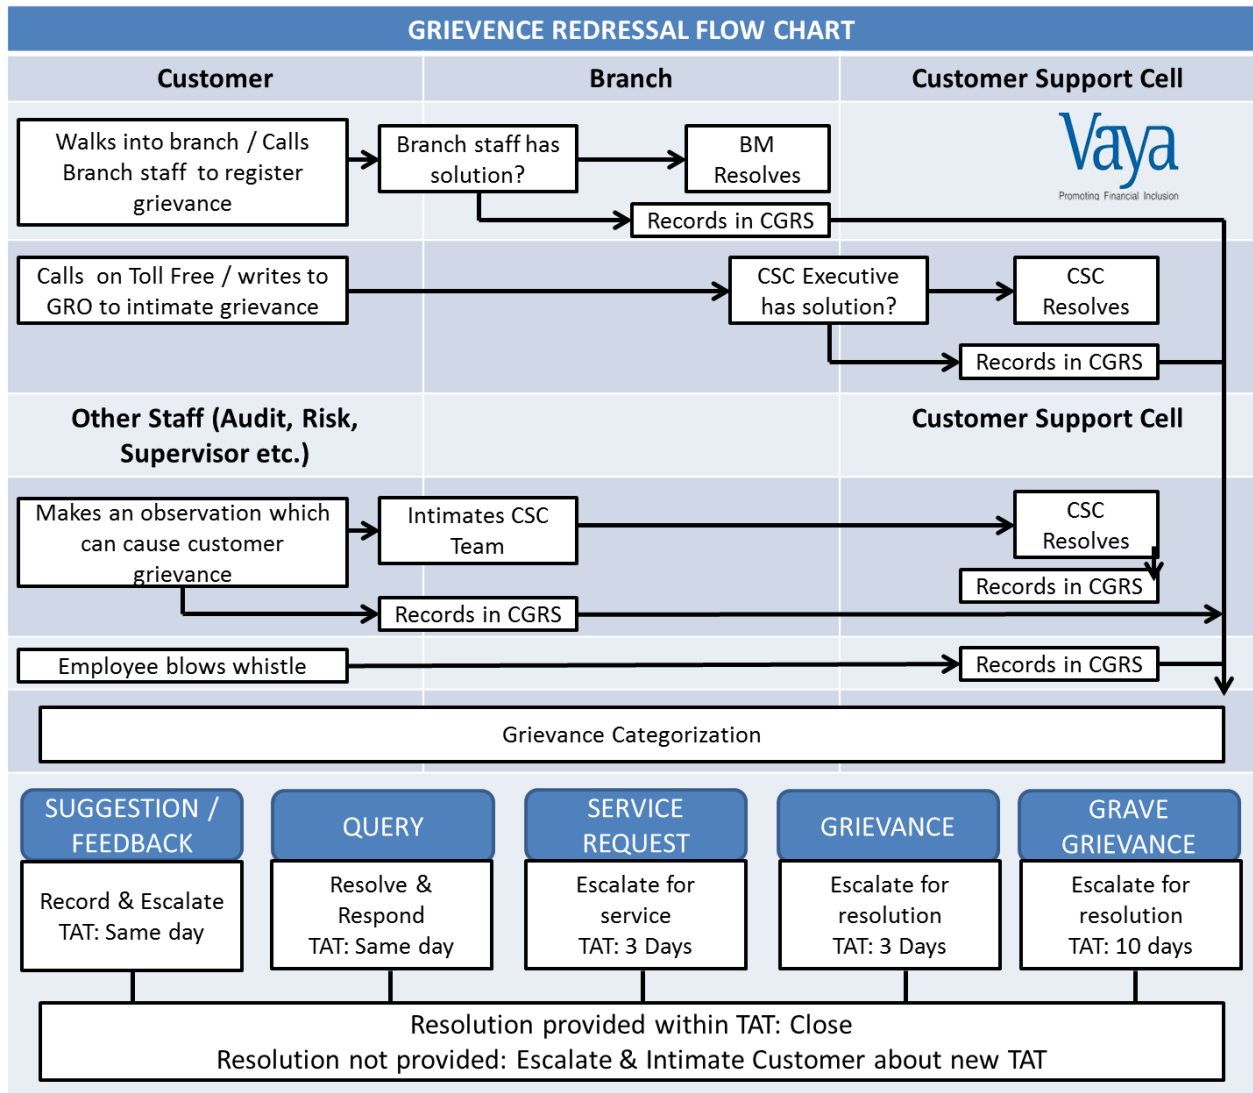 GRIEVENCE REDRESSAL FLOW CHART
Customer
Branch
Customer Support Cell
Walks into branch / Calls
Branch staff to register
grievance
Branch staff has
solution?
BM
Resolves
Records in CGRS
Vaya
Promoting Financial Inclusion
Calls on Toll Free / writes to
GRO to intimate grievance
CSC Executive
has solution?
CSC
Resolves
Records in CGRS
Other Staff (Audit, Risk,
Supervisor etc.)
Customer Support Cell
Makes an observation which
can cause customer
grievance
Intimates CSC
Team
CSC
Resolves
Records in CGRS
Records in CGRS
Employee blows whistle
Records in CGRS
Grievance Categorization
SUGGESTION /
FEEDBACK
Record & Escalate
TAT: Same day
QUERY
Resolve &
Respond
TAT: Same day
SERVICE
REQUEST
Escalate for
service
TAT: 3 Days
GRIEVANCE
Escalate for
resolution
TAT: 3 Days
GRAVE
GRIEVANCE
Escalate for
resolution
TAT: 10 days
Resolution provided within TAT: Close
Resolution not provided: Escalate & Intimate Customer about new TAT